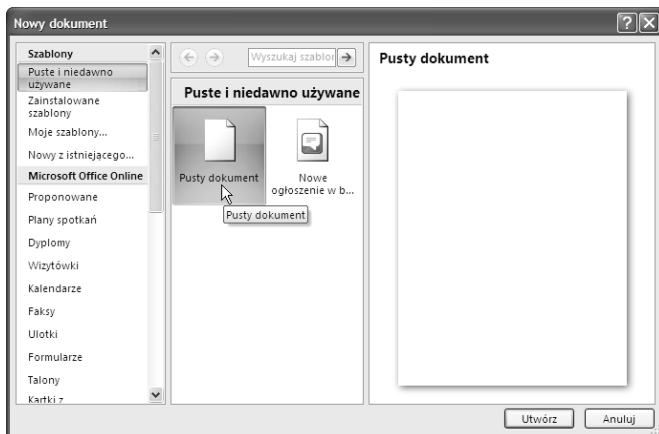 Nowy dokument
Szablony
Puste i niedawno
używane
Zainstalowane
szablony
Moje szablony...
Nowy z istniejącego...
Microsoft Office Online
Proponowane
Plany spotkań
Dyplomy
Wizytówki
Kalendarze
Faksy
Ulotki
Formularze
Talony
Kartki z
Wyszukaj szablor
Puste i niedawno używane
Pusty dokument
Nowe
ogłoszenie w b...
Pusty dokument
Pusty dokument
Utwórz
Anuluj